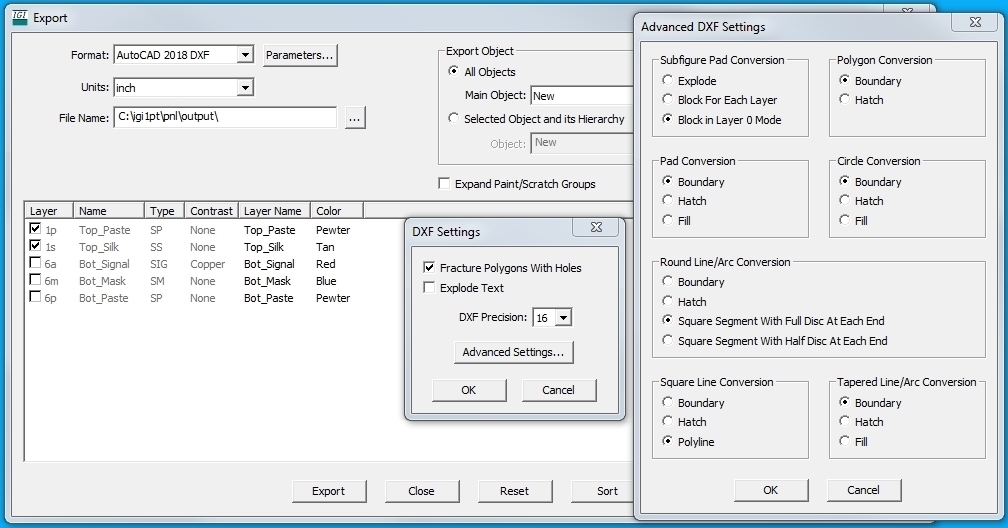 IGI Export
Format: AutoCAD 2018 DXF Parameters...
Units: inch
File Name: C:\igi1pt\pnl\output\ ...
Export Object
All Objects
Main Object: New
Selected Object and its Hierarchy
Object: New
Expand Paint/Scratch Groups
Layer Name Type Contrast Layer Name Color
1p Top_Paste SP None Top_Paste Pewter
1s Top_Silk SS None Top_Silk Tan
6a Bot_Signal SIG Copper Bot_Signal Red
6m Bot_Mask SM None Bot_Mask Blue
6p Bot_Paste SP None Bot_Paste Pewter
Export Close Reset Sort
DXF Settings
Fracture Polygons With Holes
Explode Text
DXF Precision: 16
Advanced Settings...
OK Cancel
Advanced DXF Settings
Subfigure Pad Conversion
Explode
Block For Each Layer
Block in Layer 0 Mode
Polygon Conversion
Boundary
Hatch
Pad Conversion
Boundary
Hatch
Fill
Circle Conversion
Boundary
Hatch
Fill
Round Line/Arc Conversion
Boundary
Hatch
Square Segment With Full Disc At Each End
Square Segment With Half Disc At Each End
Square Line Conversion
Boundary
Hatch
Polyline
Tapered Line/Arc Conversion
Boundary
Hatch
Fill
OK Cancel